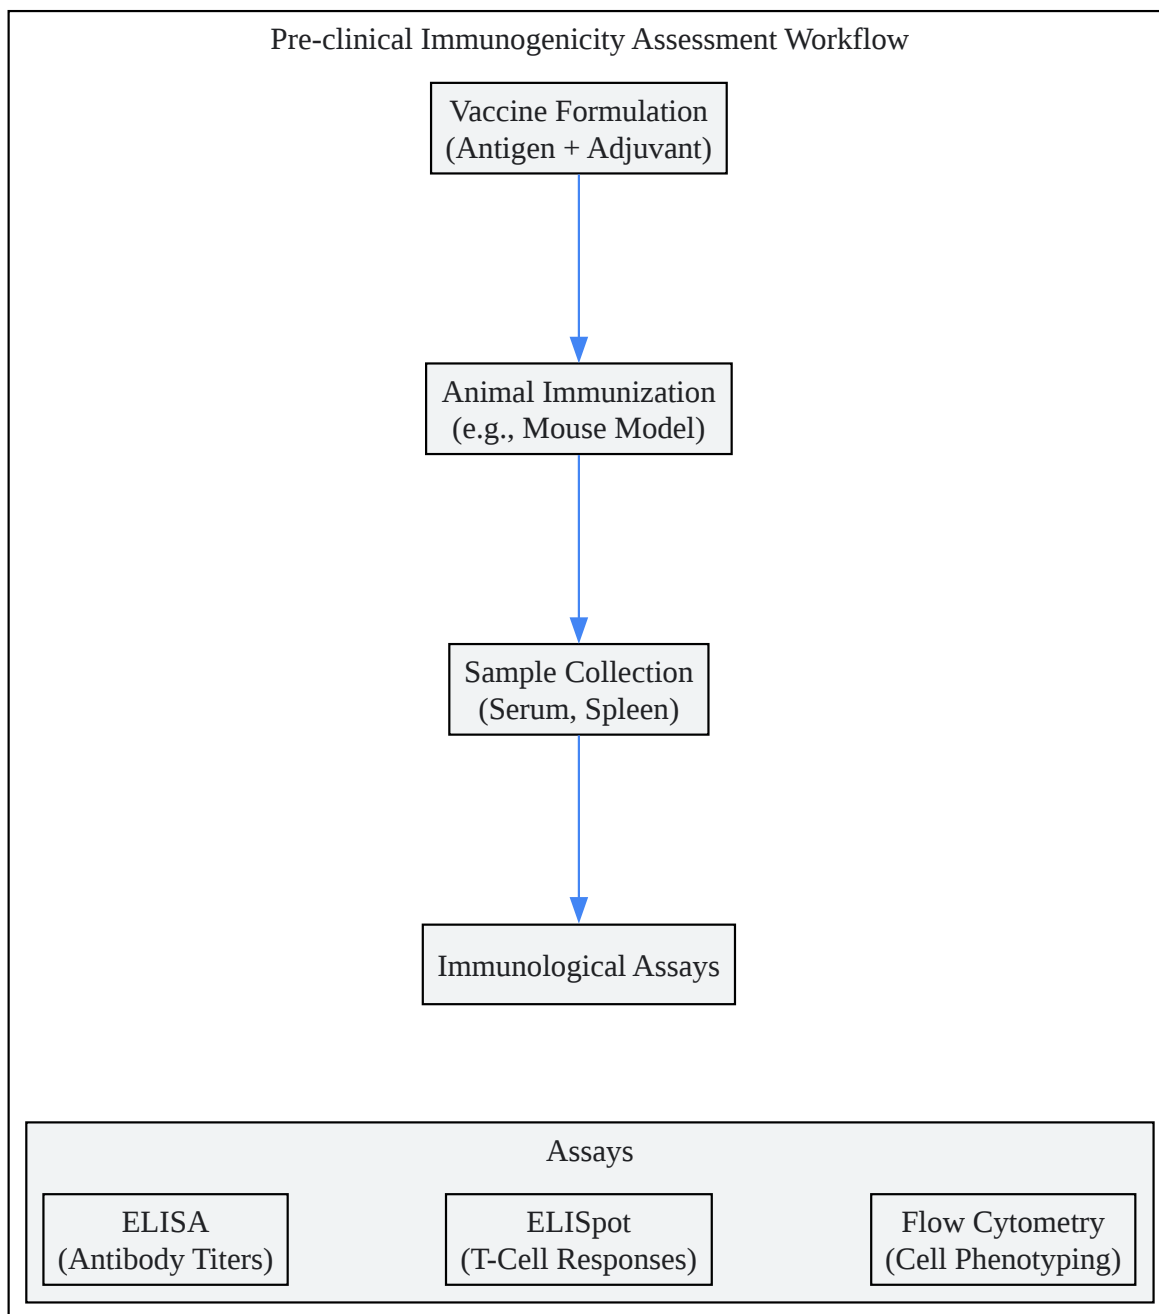 Pre-clinical Immunogenicity Assessment Workflow
Vaccine Formulation
(Antigen + Adjuvant)
Animal Immunization
(e.g., Mouse Model)
Sample Collection
(Serum, Spleen)
Immunological Assays
Assays
ELISA
(Antibody Titers)
ELISpot
(T-Cell Responses)
Flow Cytometry
(Cell Phenotyping)